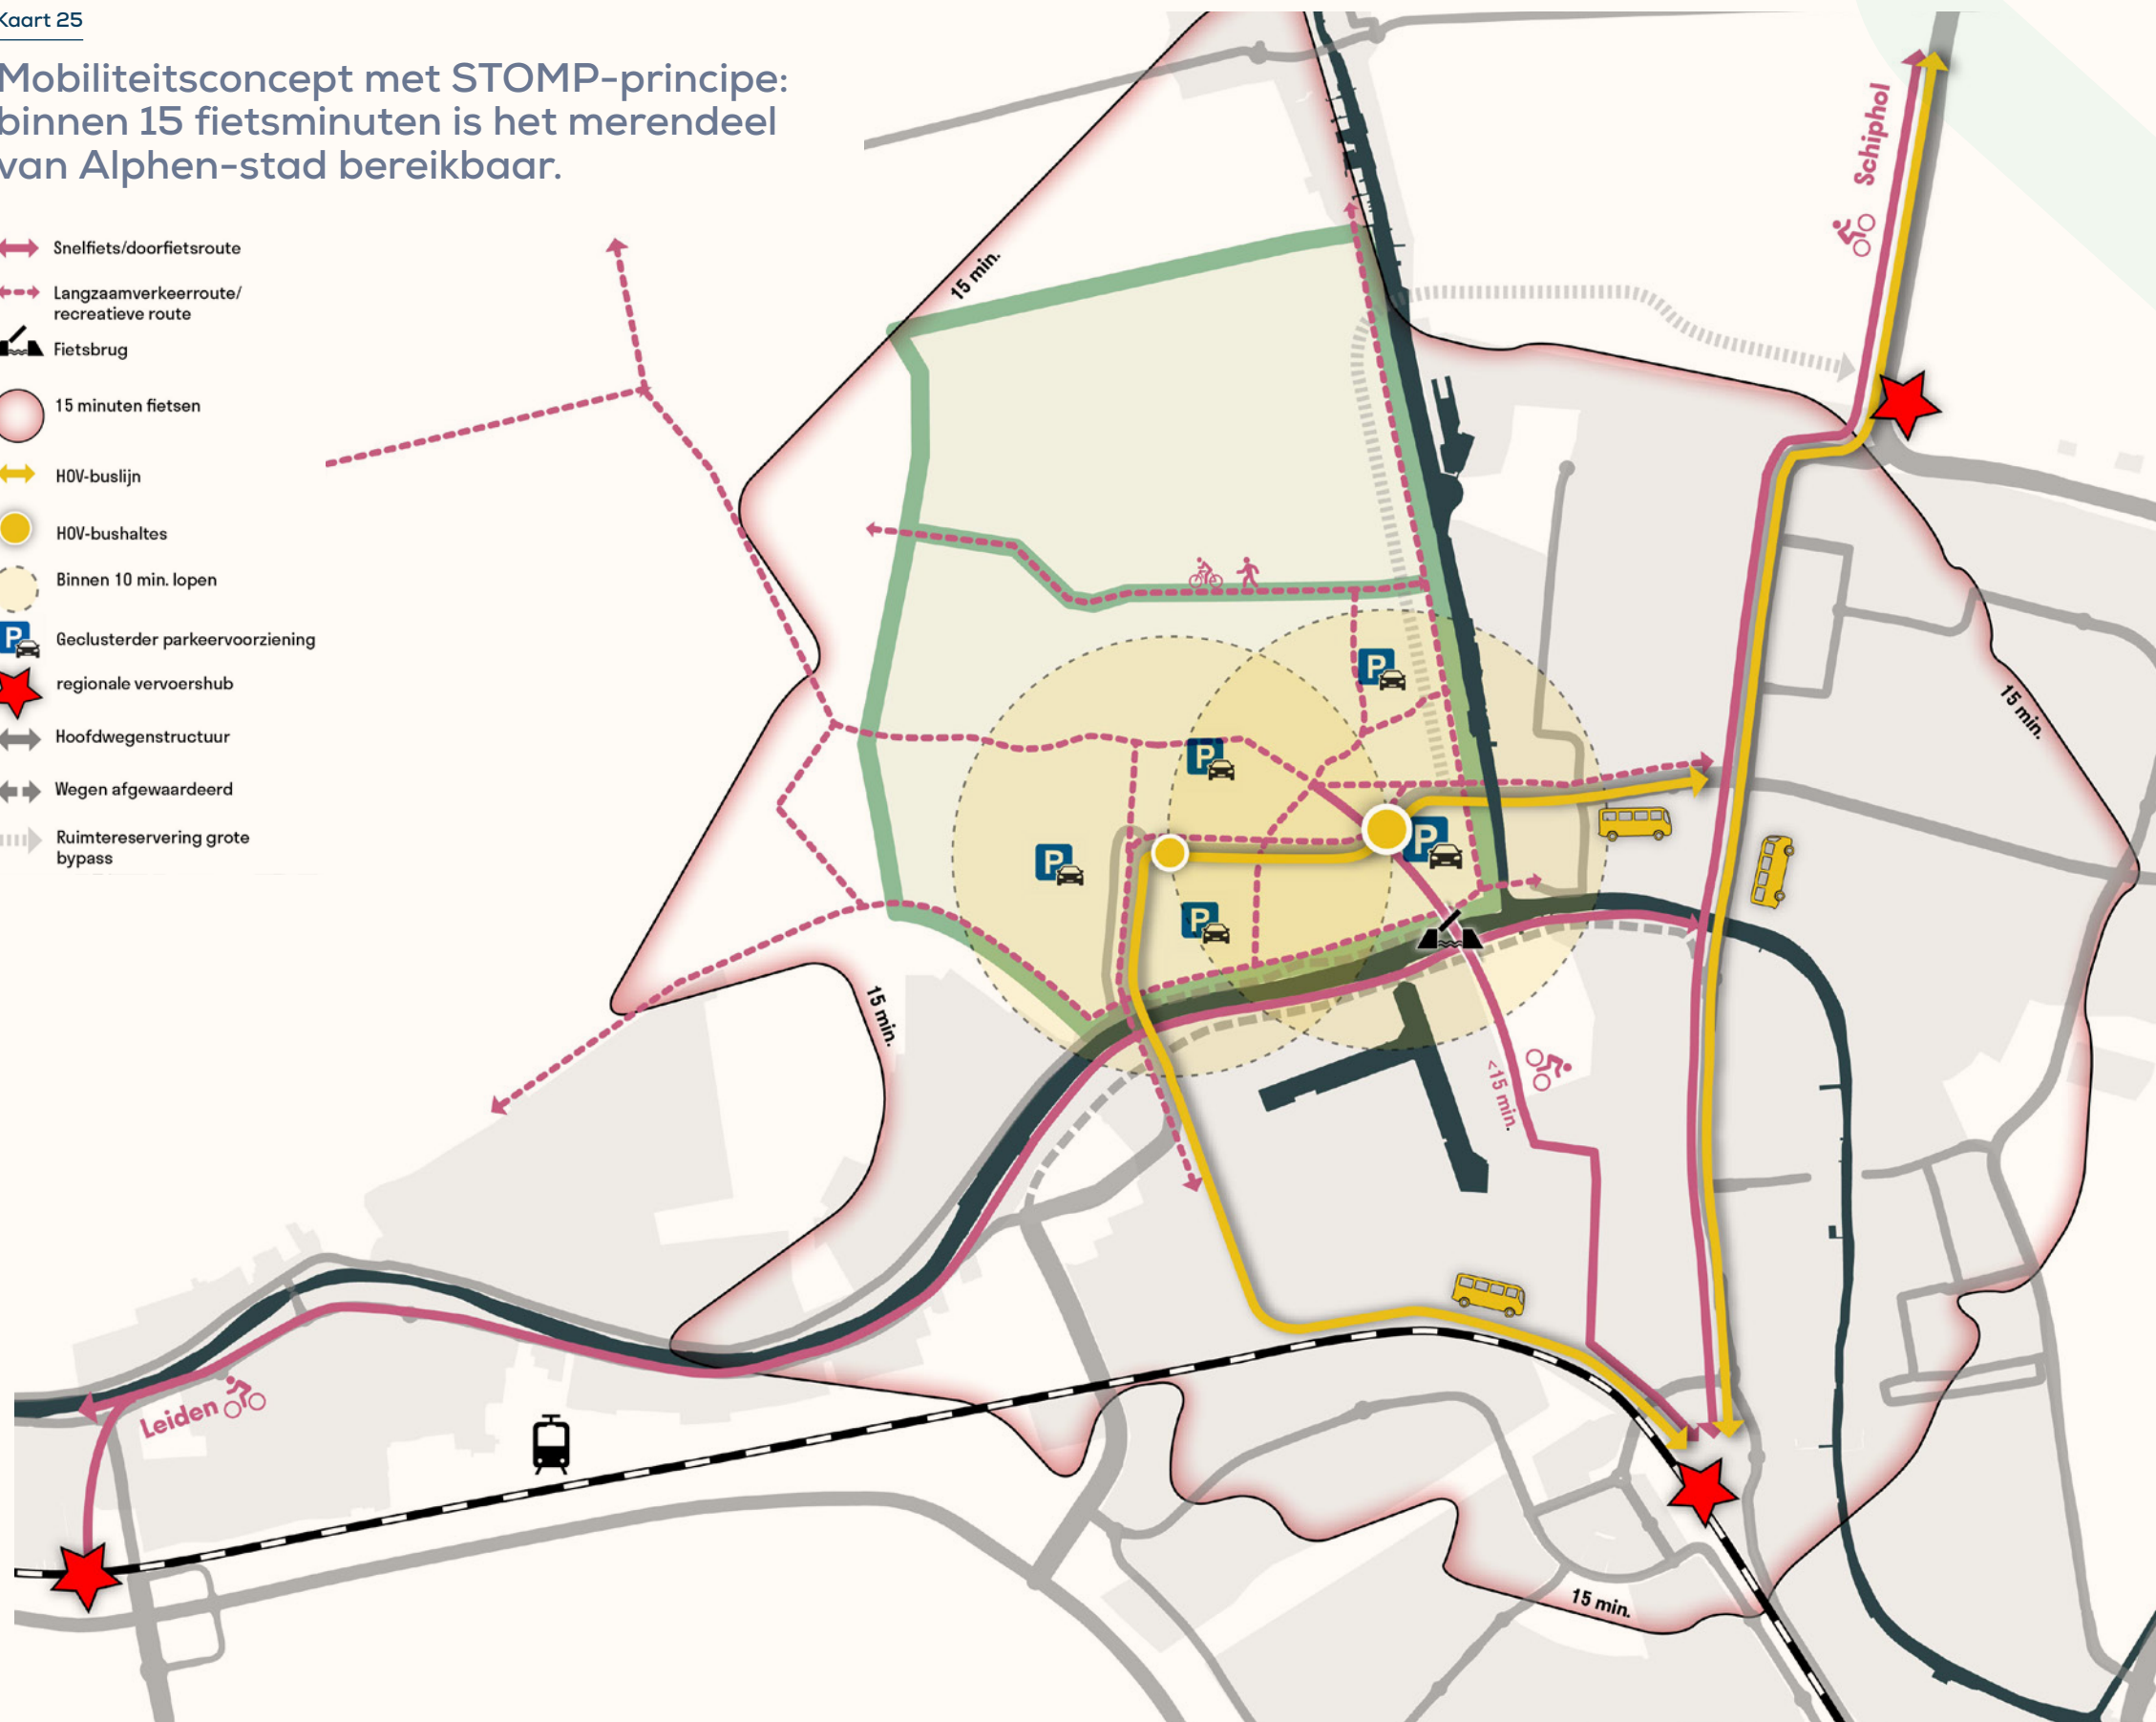 Kaart 25
Mobiliteitsconcept met STOMP-principe:
binnen 15 fietsminuten is het merendeel
van Alphen-stad bereikbaar.
Snelfiets/doorfietsroute
Langzaamverkeerroute/
recreatieve route
Fietsbrug
15 minuten fietsen
HOV-buslijn
HOV-bushaltes
Binnen 10 min. lopen
P
Geclusterder parkeervoorziening
regionale vervoershub
Hoofdwegenstructuur
Wegen afgewaardeerd
Ruimtereservering grote
bypass
Schiphol
15 min.
P
P
15 min.
P
P
P
15 min.
<15 min.
Leiden
15 min.